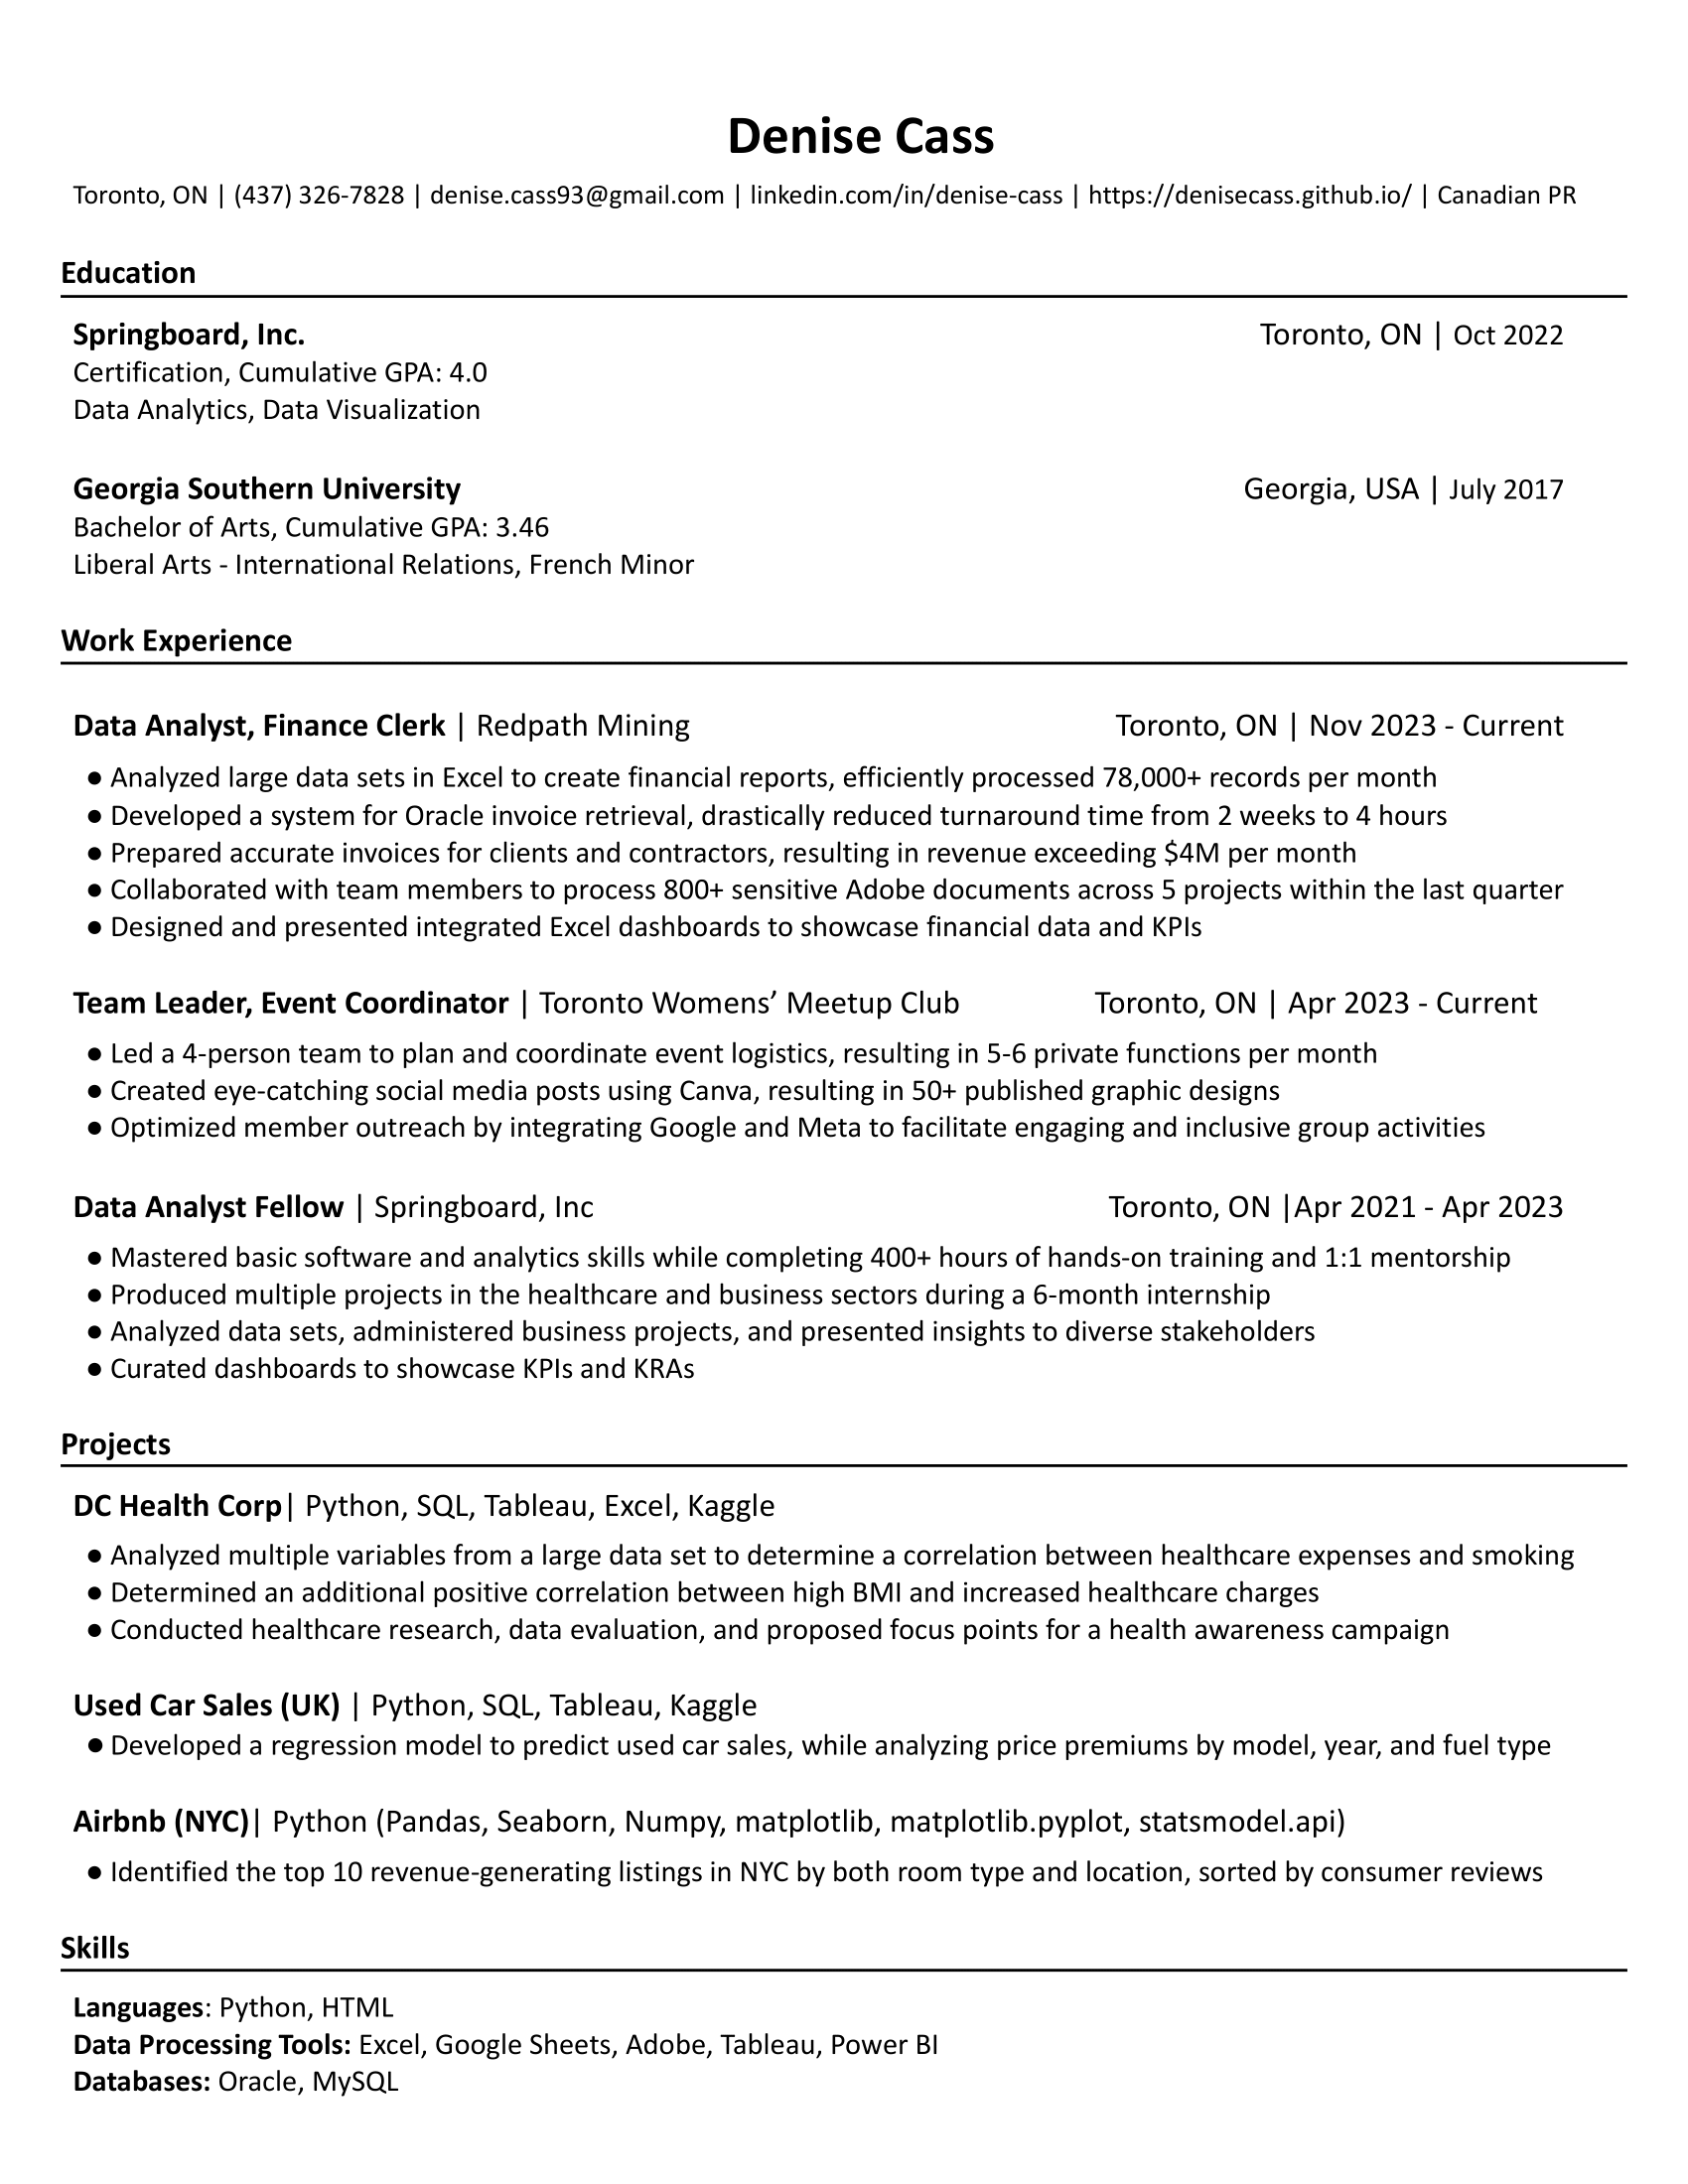 Denise Cass
Toronto, ON | (437) 326-7828 | denise.cass93@gmail.com | linkedin.com/in/denise-cass | https://denisecass.github.io/ | Canadian PR
Education
Springboard, Inc. Toronto, ON | Oct 2022
Certification, Cumulative GPA: 4.0
Data Analytics, Data Visualization
Georgia Southern University Georgia, USA | July 2017
Bachelor of Arts, Cumulative GPA: 3.46
Liberal Arts - International Relations, French Minor
Work Experience
Data Analyst, Finance Clerk | Redpath Mining Toronto, ON | Nov 2023 - Current
● Analyzed large data sets in Excel to create financial reports, efficiently processed 78,000+ records per month
● Developed a system for Oracle invoice retrieval, drastically reduced turnaround time from 2 weeks to 4 hours
● Prepared accurate invoices for clients and contractors, resulting in revenue exceeding $4M per month
● Collaborated with team members to process 800+ sensitive Adobe documents across 5 projects within the last quarter
● Designed and presented integrated Excel dashboards to showcase financial data and KPIs
Team Leader, Event Coordinator | Toronto Womens’ Meetup Club Toronto, ON | Apr 2023 - Current
● Led a 4-person team to plan and coordinate event logistics, resulting in 5-6 private functions per month
● Created eye-catching social media posts using Canva, resulting in 50+ published graphic designs
● Optimized member outreach by integrating Google and Meta to facilitate engaging and inclusive group activities
Data Analyst Fellow | Springboard, Inc Toronto, ON |Apr 2021 - Apr 2023
● Mastered basic software and analytics skills while completing 400+ hours of hands-on training and 1:1 mentorship
● Produced multiple projects in the healthcare and business sectors during a 6-month internship
● Analyzed data sets, administered business projects, and presented insights to diverse stakeholders
● Curated dashboards to showcase KPIs and KRAs
Projects
DC Health Corp| Python, SQL, Tableau, Excel, Kaggle
● Analyzed multiple variables from a large data set to determine a correlation between healthcare expenses and smoking
● Determined an additional positive correlation between high BMI and increased healthcare charges
● Conducted healthcare research, data evaluation, and proposed focus points for a health awareness campaign
Used Car Sales (UK) | Python, SQL, Tableau, Kaggle
● Developed a regression model to predict used car sales, while analyzing price premiums by model, year, and fuel type
Airbnb (NYC)| Python (Pandas, Seaborn, Numpy, matplotlib, matplotlib.pyplot, statsmodel.api)
● Identified the top 10 revenue-generating listings in NYC by both room type and location, sorted by consumer reviews
Skills
Languages: Python, HTML
Data Processing Tools: Excel, Google Sheets, Adobe, Tableau, Power BI
Databases: Oracle, MySQL